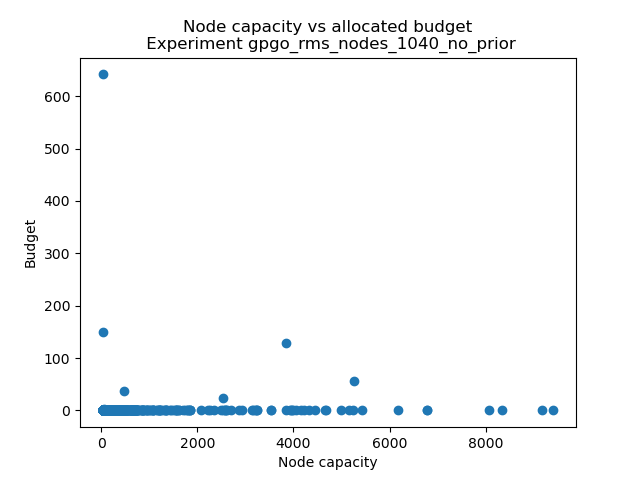 Node capacity vs allocated budget
Experiment gpgo_rms_nodes_1040_no_prior
600
500
400
300
200
100
0
Budget
0 2000 4000 6000 8000
Node capacity